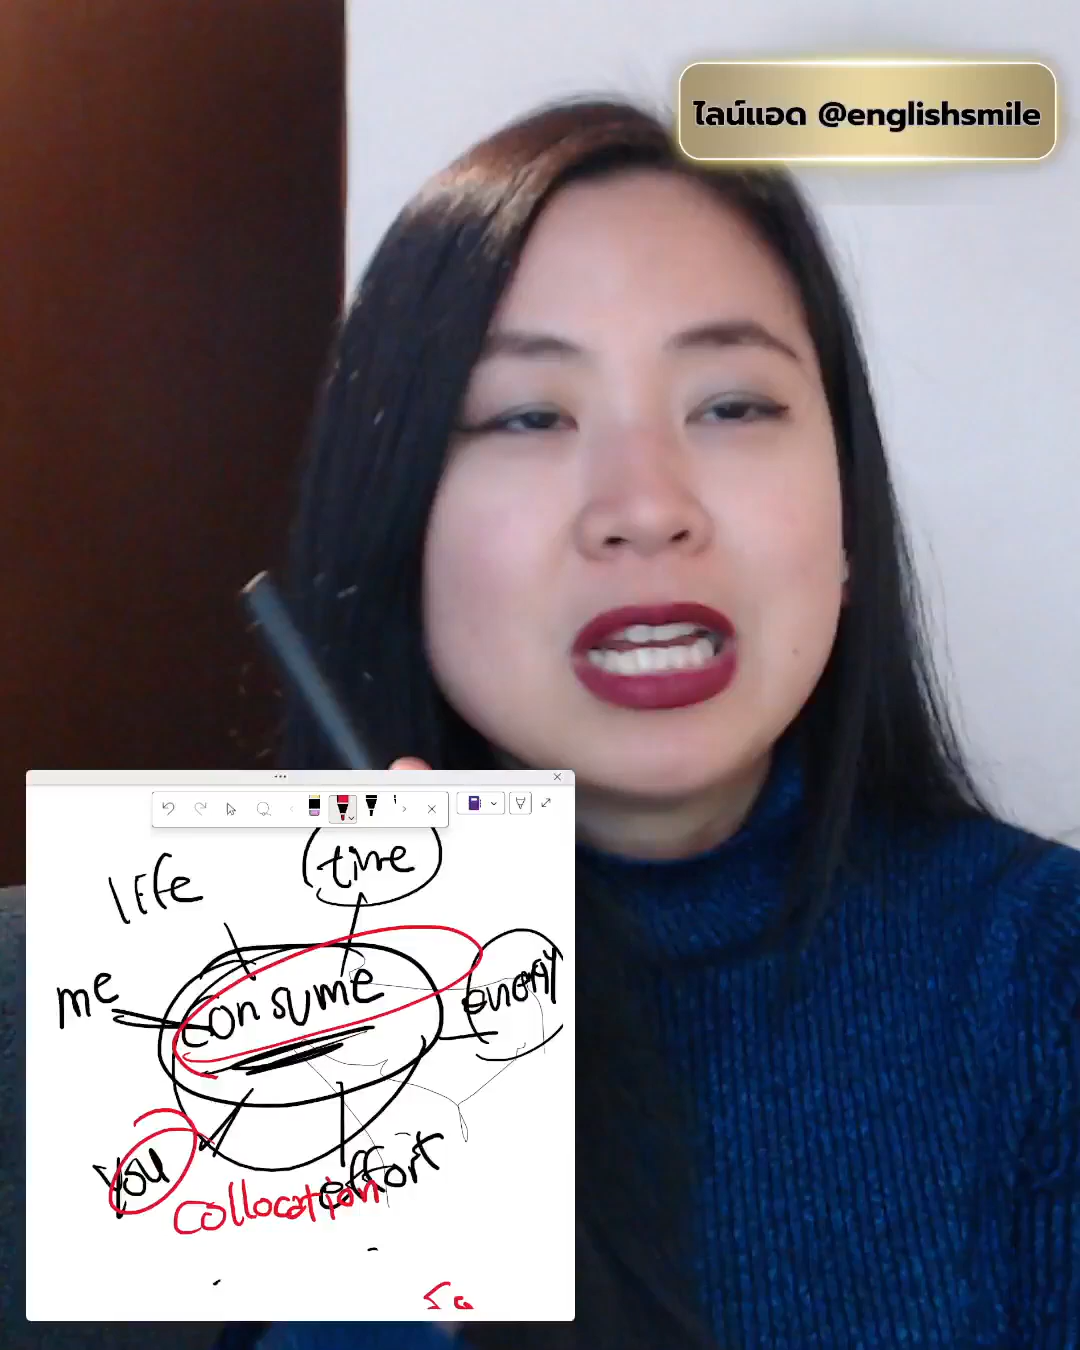 ไลน์แอด @englishsmile
life
time
me
consume
energy
you
effort
collocation